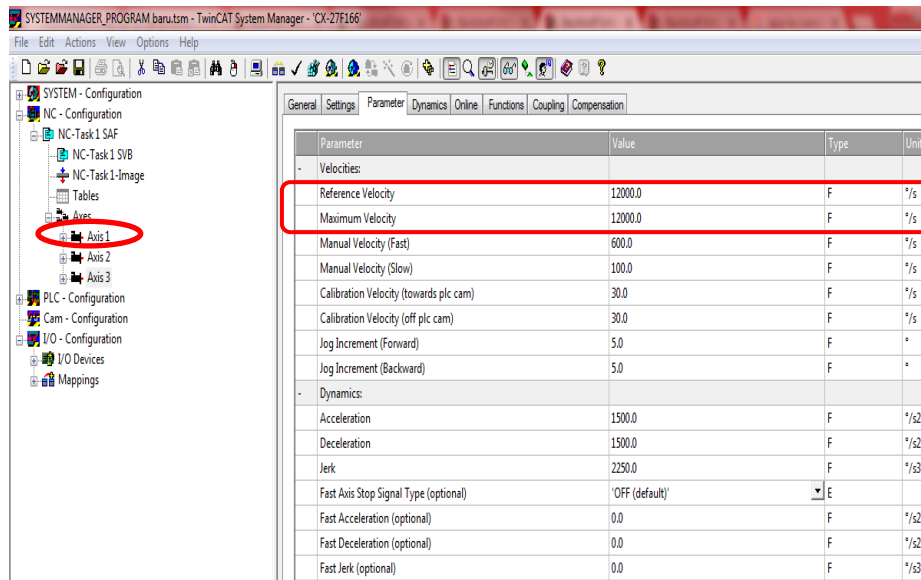 SYSTEMMANAGER_PROGRAM baru.tsm - TwinCAT System Manager - 'CX-27F166'
File Edit Actions View Options Help
SYSTEM - Configuration
NC - Configuration
NC-Task 1 SAF
NC-Task 1 SVB
NC-Task 1-Image
Tables
Axes
Axis 1
Axis 2
Axis 3
PLC - Configuration
Cam - Configuration
I/O - Configuration
I/O Devices
Mappings
General Settings Parameter Dynamics Online Functions Coupling Compensation
Parameter Value Type Unit
- Velocities:
Reference Velocity 12000.0 F °/s
Maximum Velocity 12000.0 F °/s
Manual Velocity (Fast) 600.0 F °/s
Manual Velocity (Slow) 100.0 F °/s
Calibration Velocity (towards plc cam) 30.0 F °/s
Calibration Velocity (off plc cam) 30.0 F °/s
Jog Increment (Forward) 5.0 F °
Jog Increment (Backward) 5.0 F °
- Dynamics:
Acceleration 1500.0 F °/s2
Deceleration 1500.0 F °/s2
Jerk 2250.0 F °/s3
Fast Axis Stop Signal Type (optional) 'OFF (default)' E
Fast Acceleration (optional) 0.0 F °/s2
Fast Deceleration (optional) 0.0 F °/s2
Fast Jerk (optional) 0.0 F °/s3